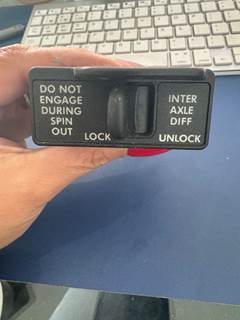 DO NOT
ENGAGE
DURING
SPIN
OUT
LOCK
INTER
AXLE
DIFF
UNLOCK